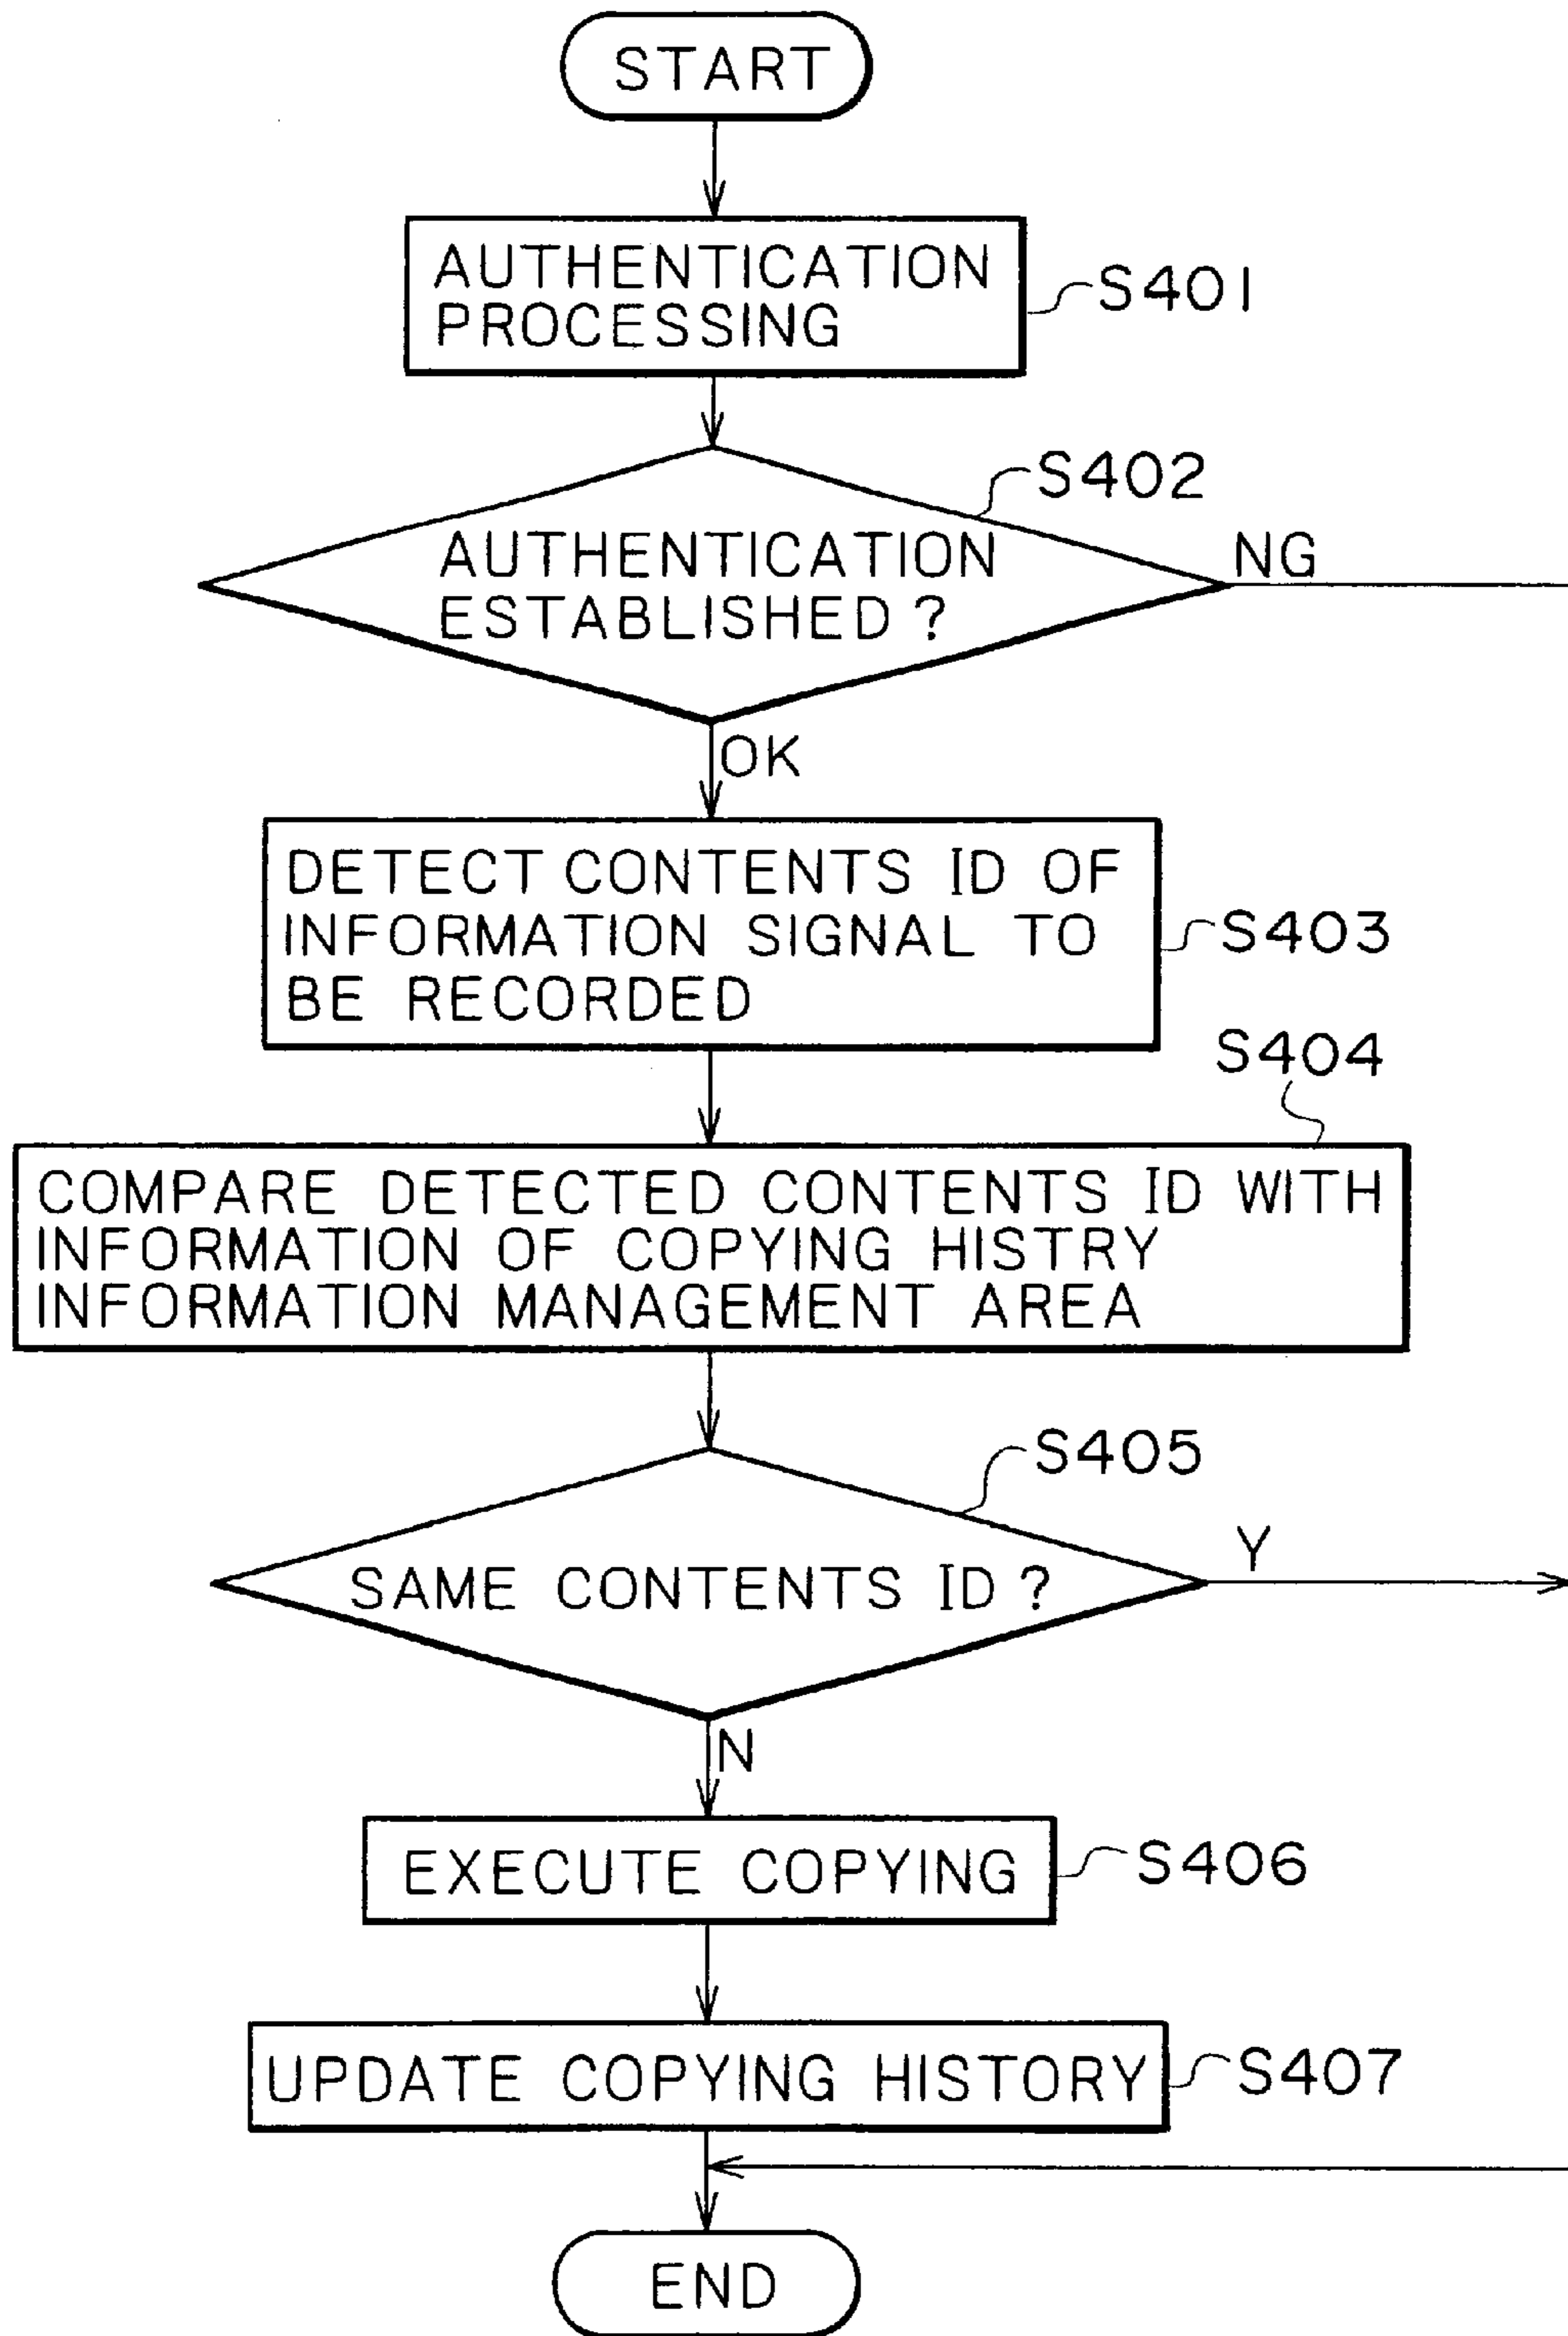 START
AUTHENTICATION
PROCESSING
S401
S402
AUTHENTICATION
ESTABLISHED ?
NG
OK
DETECT CONTENTS ID OF
INFORMATION SIGNAL TO
BE RECORDED
S403
S404
COMPARE DETECTED CONTENTS ID WITH
INFORMATION OF COPYING HISTRY
INFORMATION MANAGEMENT AREA
S405
SAME CONTENTS ID ?
Y
N
EXECUTE COPYING
S406
UPDATE COPYING HISTORY
S407
END